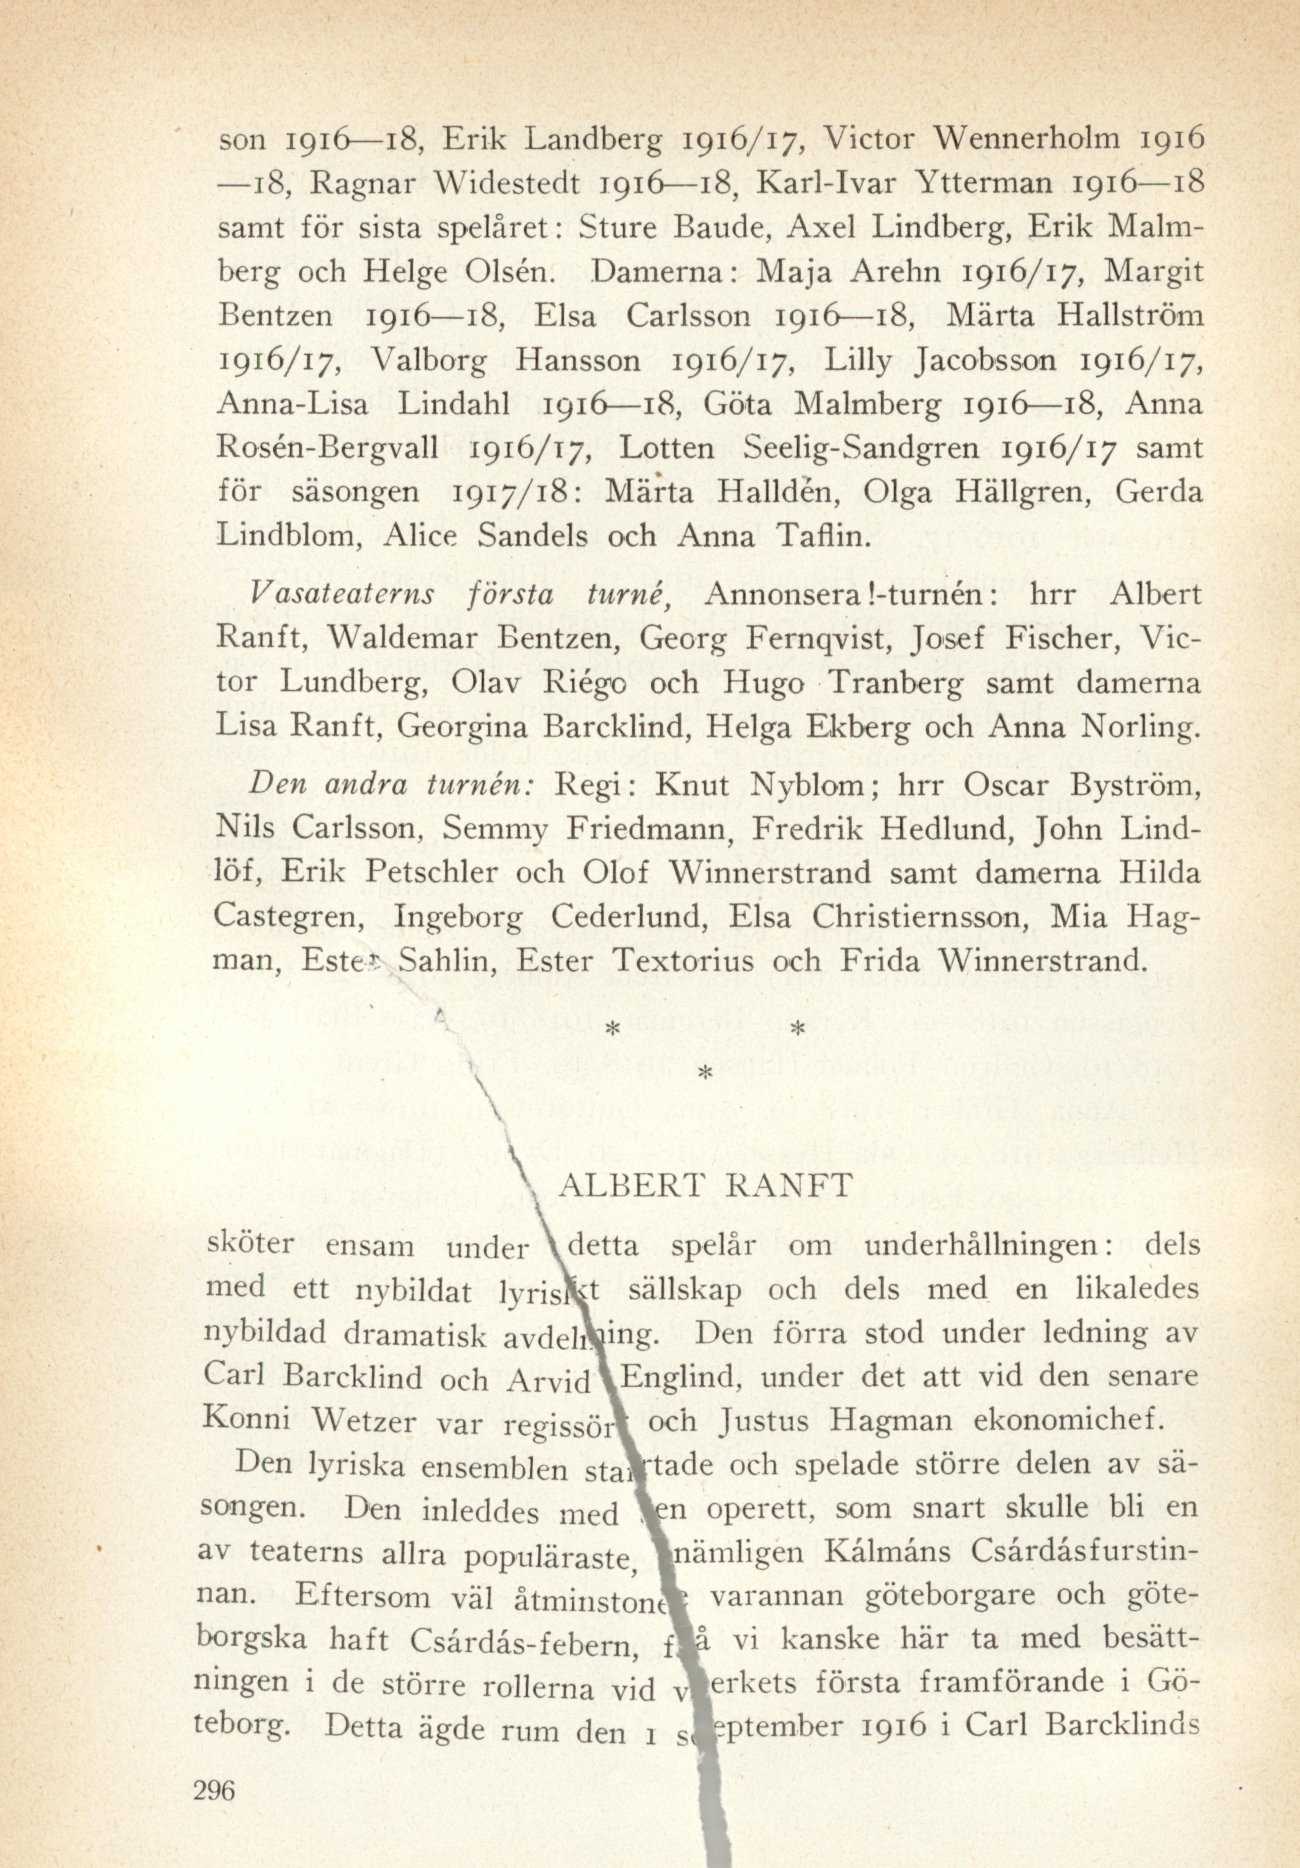 son 1916—18, Erik Landberg 1916/17, Victor Wennerholm 1916
—18, Ragnar Widestedt 1916—18, Karl-Ivar Ytterman 1916—18
samt för sista spelåret: Sture Baude, Axel Lindberg, Erik Malm-
berg och Helge Olsén. Damerna: Maja Arehn 1916/17, Margit
Bentzen 1916—18, Elsa Carlsson 1916—18, Märta Hallström
1916/17, Valborg Hansson 1916/17, Lilly Jacobsson 1916/17,
Anna-Lisa Lindahl 1916—18, Göta Malmberg 1916—18, Anna
Rosén-Bergvall 1916/17, Lotten Seelig-Sandgren 1916/17 samt
för säsongen 1917/18: Märta Halldén, Olga Hällgren, Gerda
Lindblom, Alice Sandels och Anna Taflin.
Vasateaterns första turné, Annonsera!-turnén: hrr Albert
Ranft, Waldemar Bentzen, Georg Fernqvist, Josef Fischer, Vic-
tor Lundberg, Olav Riégo och Hugo Tranberg samt damerna
Lisa Ranft, Georgina Barcklind, Helga Ekberg och Anna Norling.
Den andra turnén: Regi: Knut Nyblom; hrr Oscar Byström,
Nils Carlsson, Semmy Friedmann, Fredrik Hedlund, John Lind-
löf, Erik Petschler och Olof Winnerstrand samt damerna Hilda
Castegren, Ingeborg Cederlund, Elsa Christiernsson, Mia Hag-
man, Ester Sahlin, Ester Textorius och Frida Winnerstrand.
* *
*
ALBERT RANFT
sköter ensam under detta spelår om underhållningen: dels
med ett nybildat lyriskt sällskap och dels med en likaledes
nybildad dramatisk avdelning. Den förra stod under ledning av
Carl Barcklind och Arvid Englind, under det att vid den senare
Konni Wetzer var regissör och Justus Hagman ekonomichef.
Den lyriska ensemblen startade och spelade större delen av sä-
songen. Den inleddes med en operett, som snart skulle bli en
av teaterns allra populäraste, nämligen Kálmáns Csárdásfurstin-
nan. Eftersom väl åtminstone varannan göteborgare och göte-
borgska haft Csárdás-febern, få vi kanske här ta med besätt-
ningen i de större rollerna vid verkets första framförande i Gö-
teborg. Detta ägde rum den 1 september 1916 i Carl Barcklinds
296